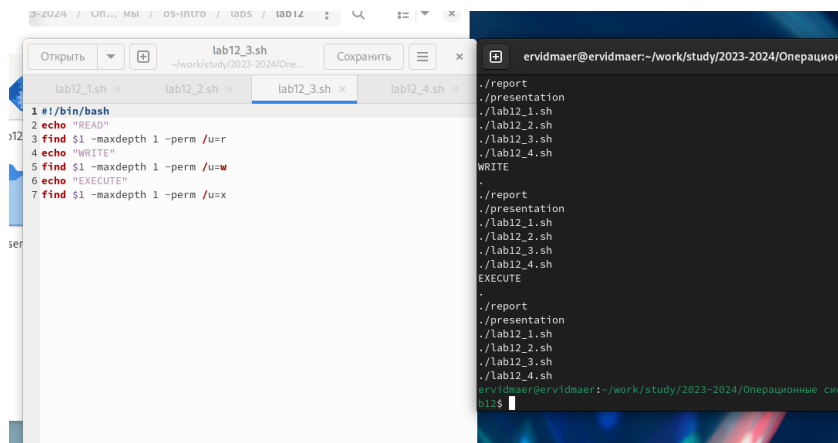 3-2024 / Оп... мы / os-intro / labs / lab12
Открыть
lab12_3.sh
~/work/study/2023-2024/One...
Сохранить
lab12_1.sh × lab12_2.sh × lab12_3.sh × lab12_4.sh ×
1 #!/bin/bash
2 echo "READ"
3 find $1 -maxdepth 1 -perm /u=r
4 echo "WRITE"
5 find $1 -maxdepth 1 -perm /u=w
6 echo "EXECUTE"
7 find $1 -maxdepth 1 -perm /u=x
ervidmaer@ervidmaer:~/work/study/2023-2024/Операцион
./report
./presentation
./lab12_1.sh
./lab12_2.sh
./lab12_3.sh
./lab12_4.sh
WRITE
.
./report
./presentation
./lab12_1.sh
./lab12_2.sh
./lab12_3.sh
./lab12_4.sh
EXECUTE
.
./report
./presentation
./lab12_1.sh
./lab12_2.sh
./lab12_3.sh
./lab12_4.sh
ervidmaer@ervidmaer:~/work/study/2023-2024/Операционные си
b12$